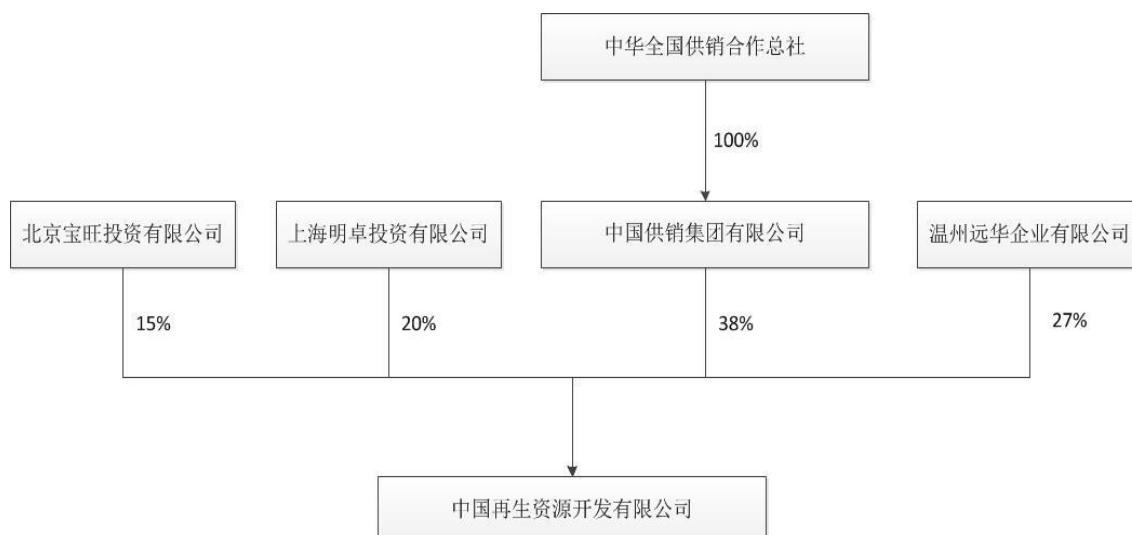 中华全国供销合作总社
100%
北京宝旺投资有限公司
上海明卓投资有限公司
中国供销集团有限公司
温州远华企业有限公司
15%
20%
38%
27%
中国再生资源开发有限公司